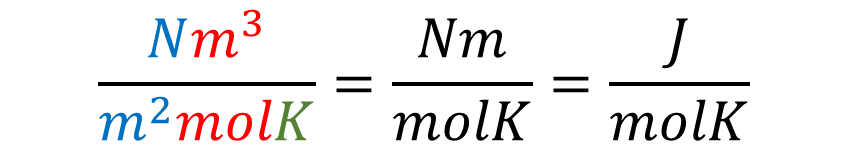 Nm³/m²molK = Nm/molK = J/molK